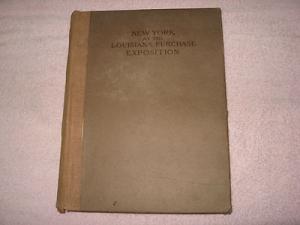 NEW YORK
AT THE
LOUISIANA PURCHASE
EXPOSITION